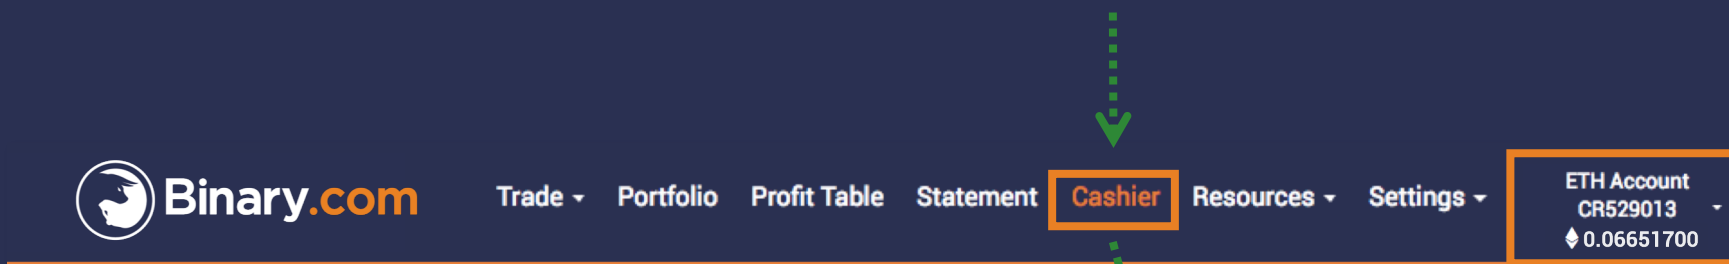 Binary.com Trade Portfolio Profit Table Statement Cashier Resources Settings
ETH Account
CR529013
0.06651700